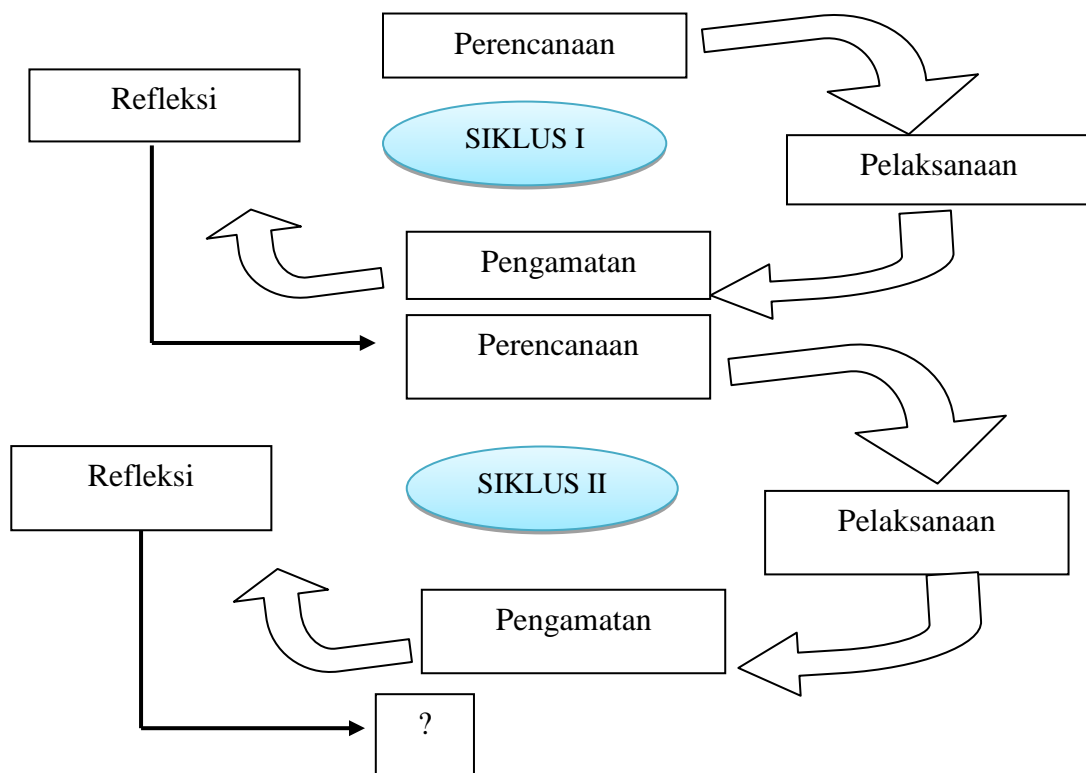 Perencanaan
Refleksi
SIKLUS I
Pelaksanaan
Pengamatan
Perencanaan
Refleksi
SIKLUS II
Pelaksanaan
Pengamatan
?